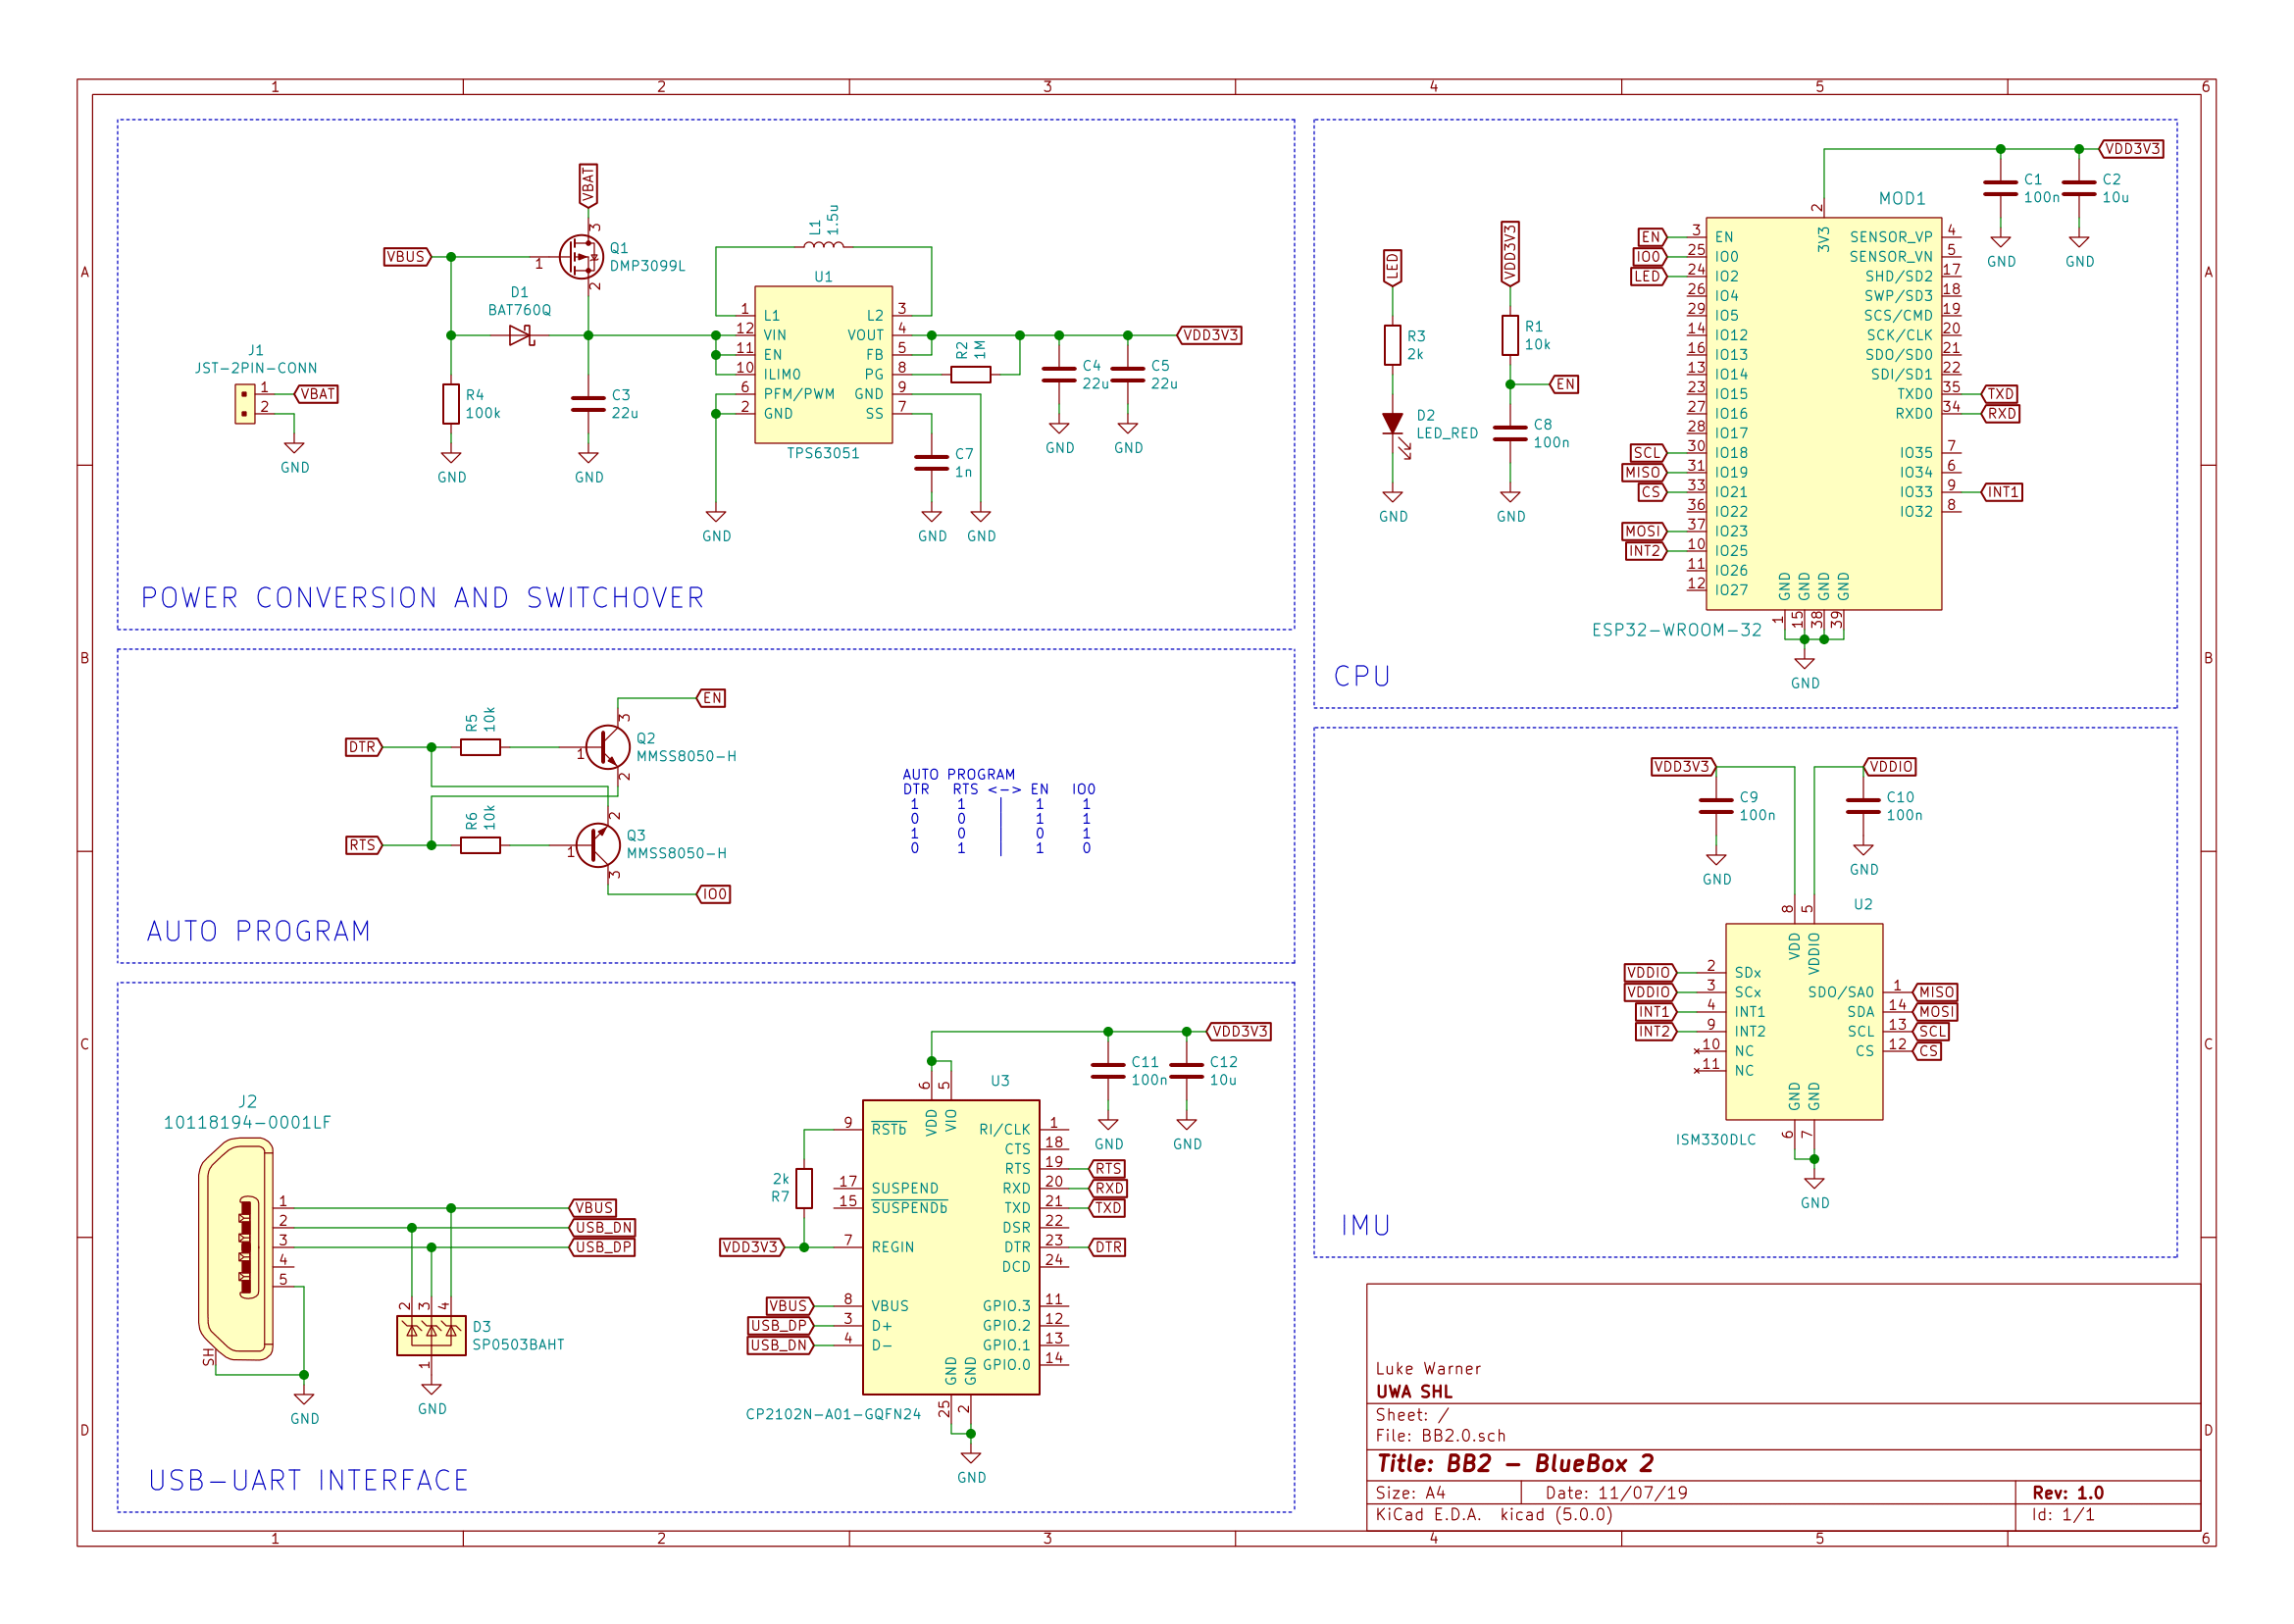 1 2 3 4 5 6
A
B
C
D
A
B
C
D
1 2 3 4 5 6
VBAT
VBUS
3
1
2
Q1
DMP3099L
D1
BAT760Q
J1
JST-2PIN-CONN
1 VBAT
2
GND
R4
100k
GND
C3
22u
GND
L1
1.5u
U1
1 L1
12 VIN
11 EN
10 ILIM0
6 PFM/PWM
2 GND
L2 3
VOUT 4
FB 5
PG 8
GND 9
SS 7
TPS63051
R2
1M
VDD3V3
C4
22u
GND
C5
22u
GND
C7
1n
GND
GND
GND
POWER CONVERSION AND SWITCHOVER
DTR
R5
10k
EN
3
1
2
Q2
MMSS8050-H
RTS
R6
10k
2
1
3
Q3
MMSS8050-H
IO0
AUTO PROGRAM
DTR RTS <-> EN IO0
1 1 1 1
0 0 1 1
1 0 0 1
0 1 1 0
AUTO PROGRAM
J2
10118194-0001LF
1 VBUS
2 USB_DN
3 USB_DP
4
5
SH
GND
2 3 4
D3
SP0503BAHT
1
GND
VDD3V3
C11
100n
GND
C12
10u
GND
U3
6 5
VDD VIO
9 RSTb
17 SUSPEND
15 SUSPENDb
VDD3V3 7 REGIN
VBUS 8 VBUS
USB_DP 3 D+
USB_DN 4 D-
2k
R7
RI/CLK 1
CTS 18
RTS 19 RTS
RXD 20 RXD
TXD 21 TXD
DSR 22
DTR 23 DTR
DCD 24
GPIO.3 11
GPIO.2 12
GPIO.1 13
GPIO.0 14
GND GND
25 2
CP2102N-A01-GQFN24
GND
USB-UART INTERFACE
LED
R3
2k
D2
LED_RED
GND
VDD3V3
R1
10k
EN
C8
100n
GND
VDD3V3
C1
100n
GND
C2
10u
GND
MOD1
2
3V3
EN 3 EN
IO0 25 IO0
LED 24 IO2
26 IO4
29 IO5
14 IO12
16 IO13
13 IO14
23 IO15
27 IO16
28 IO17
SCL 30 IO18
MISO 31 IO19
CS 33 IO21
36 IO22
MOSI 37 IO23
INT2 10 IO25
11 IO26
12 IO27
SENSOR_VP 4
SENSOR_VN 5
SHD/SD2 17
SWP/SD3 18
SCS/CMD 19
SCK/CLK 20
SDO/SD0 21
SDI/SD1 22
TXD0 35 TXD
RXD0 34 RXD
IO35 7
IO34 6
IO33 9 INT1
IO32 8
GND GND GND GND
1 15 38 39
ESP32-WROOM-32
GND
CPU
VDD3V3
C9
100n
GND
VDDIO
C10
100n
GND
U2
8 5
VDD VDDIO
VDDIO 2 SDx
VDDIO 3 SCx
INT1 4 INT1
INT2 9 INT2
10 NC
11 NC
SDO/SA0 1 MISO
SDA 14 MOSI
SCL 13 SCL
CS 12 CS
GND GND
6 7
ISM330DLC
GND
IMU
Luke Warner
UWA SHL
Sheet: /
File: BB2.0.sch
Title: BB2 - BlueBox 2
Size: A4 Date: 11/07/19 Rev: 1.0
KiCad E.D.A. kicad (5.0.0) Id: 1/1